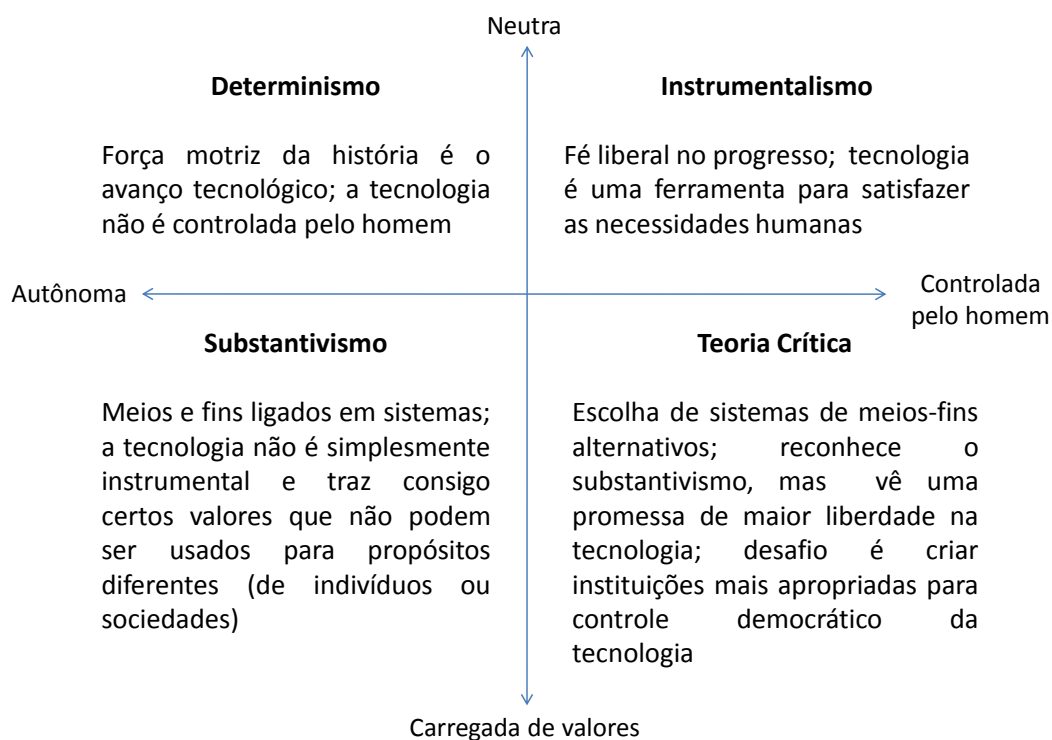 Neutra
Determinismo
Força motriz da história é o
avanço tecnológico; a tecnologia
não é controlada pelo homem
Instrumentalismo
Fé liberal no progresso; tecnologia
é uma ferramenta para satisfazer
as necessidades humanas
Autônoma
Controlada
pelo homem
Substantivismo
Meios e fins ligados em sistemas;
a tecnologia não é simplesmente
instrumental e traz consigo
certos valores que não podem
ser usados para propósitos
diferentes (de indivíduos ou
sociedades)
Teoria Crítica
Escolha de sistemas de meios-fins
alternativos; reconhece o
substantivismo, mas vê uma
promessa de maior liberdade na
tecnologia; desafio é criar
instituições mais apropriadas para
controle democrático da
tecnologia
Carregada de valores